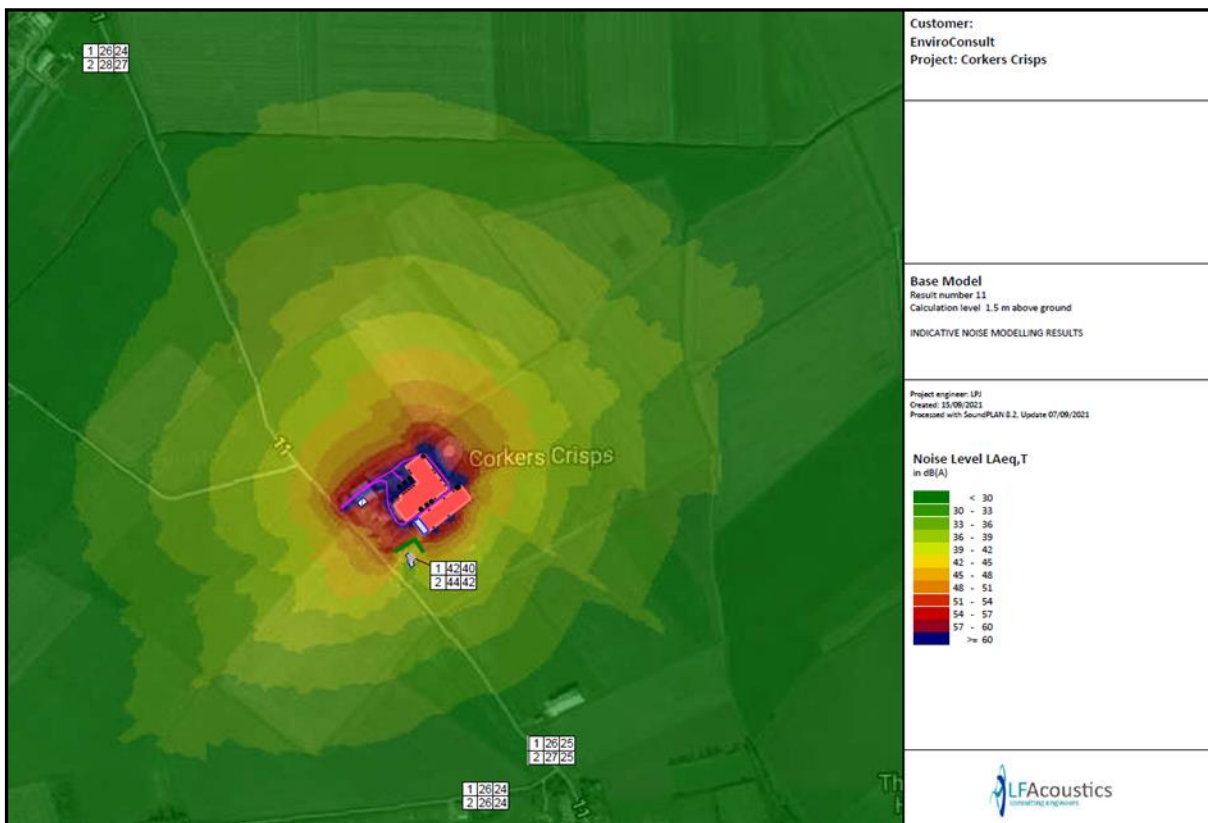 1 26 24
2 28 27
11
Corkers Crisps
1 42 40
2 44 42
1 26 25
2 27 25
1 26 24
2 26 24
11
Customer:
EnviroConsult
Project: Corkers Crisps
Base Model
Result number 11
Calculation level 1.5 m above ground
INDICATIVE NOISE MODELLING RESULTS
Project engineer: LPJ
Created: 15/09/2021
Processed with SoundPLAN 8.2, Update 07/09/2021
Noise Level LAeq,T
in dB(A)
< 30
30 - 33
33 - 36
36 - 39
39 - 42
42 - 45
45 - 48
48 - 51
51 - 54
54 - 57
57 - 60
>= 60
LFAcoustics
consulting engineers